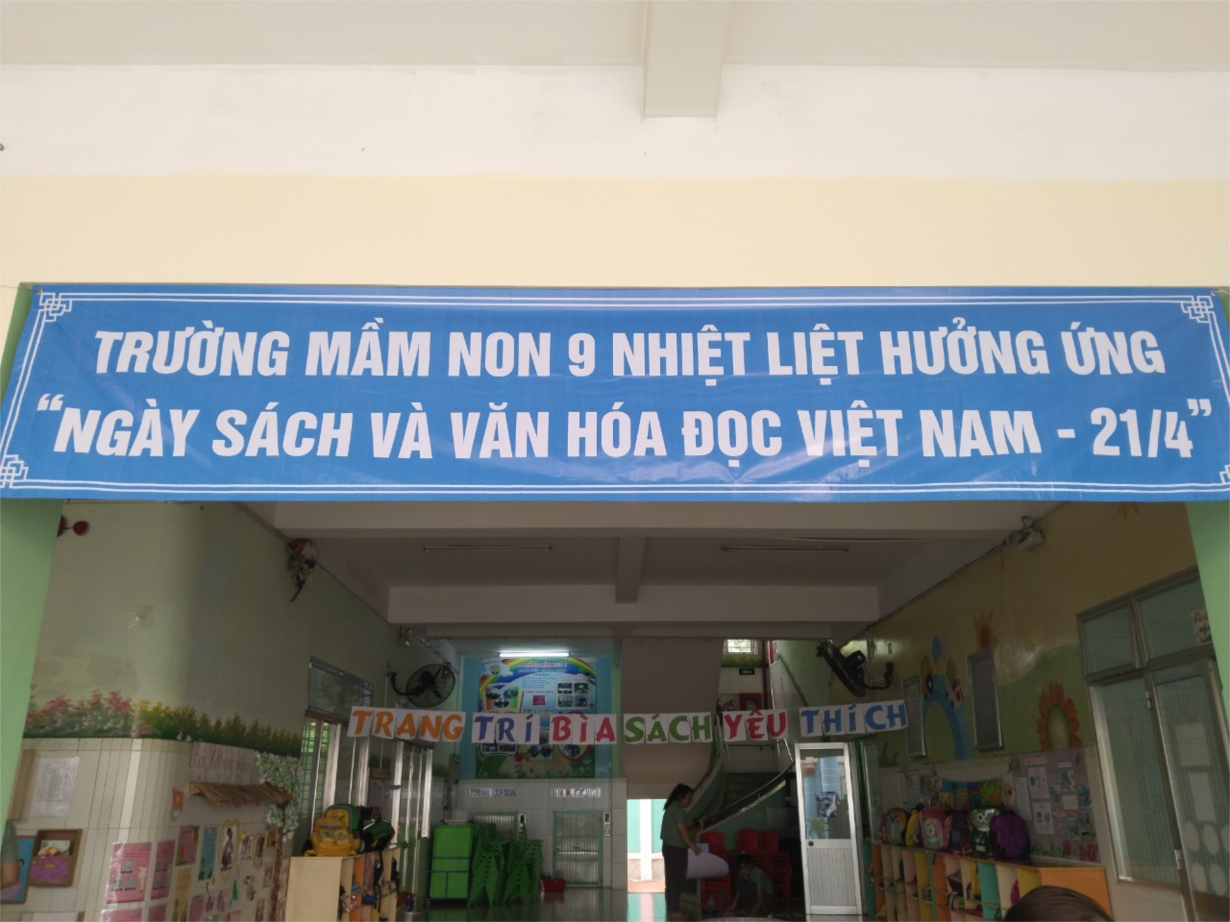 TRƯỜNG MẦM NON 9 NHIỆT LIỆT HƯỞNG ỨNG
“NGÀY SÁCH VÀ VĂN HÓA ĐỌC VIỆT NAM - 21/4”
TRANG TRÍ BÌA SÁCH YÊU THÍCH